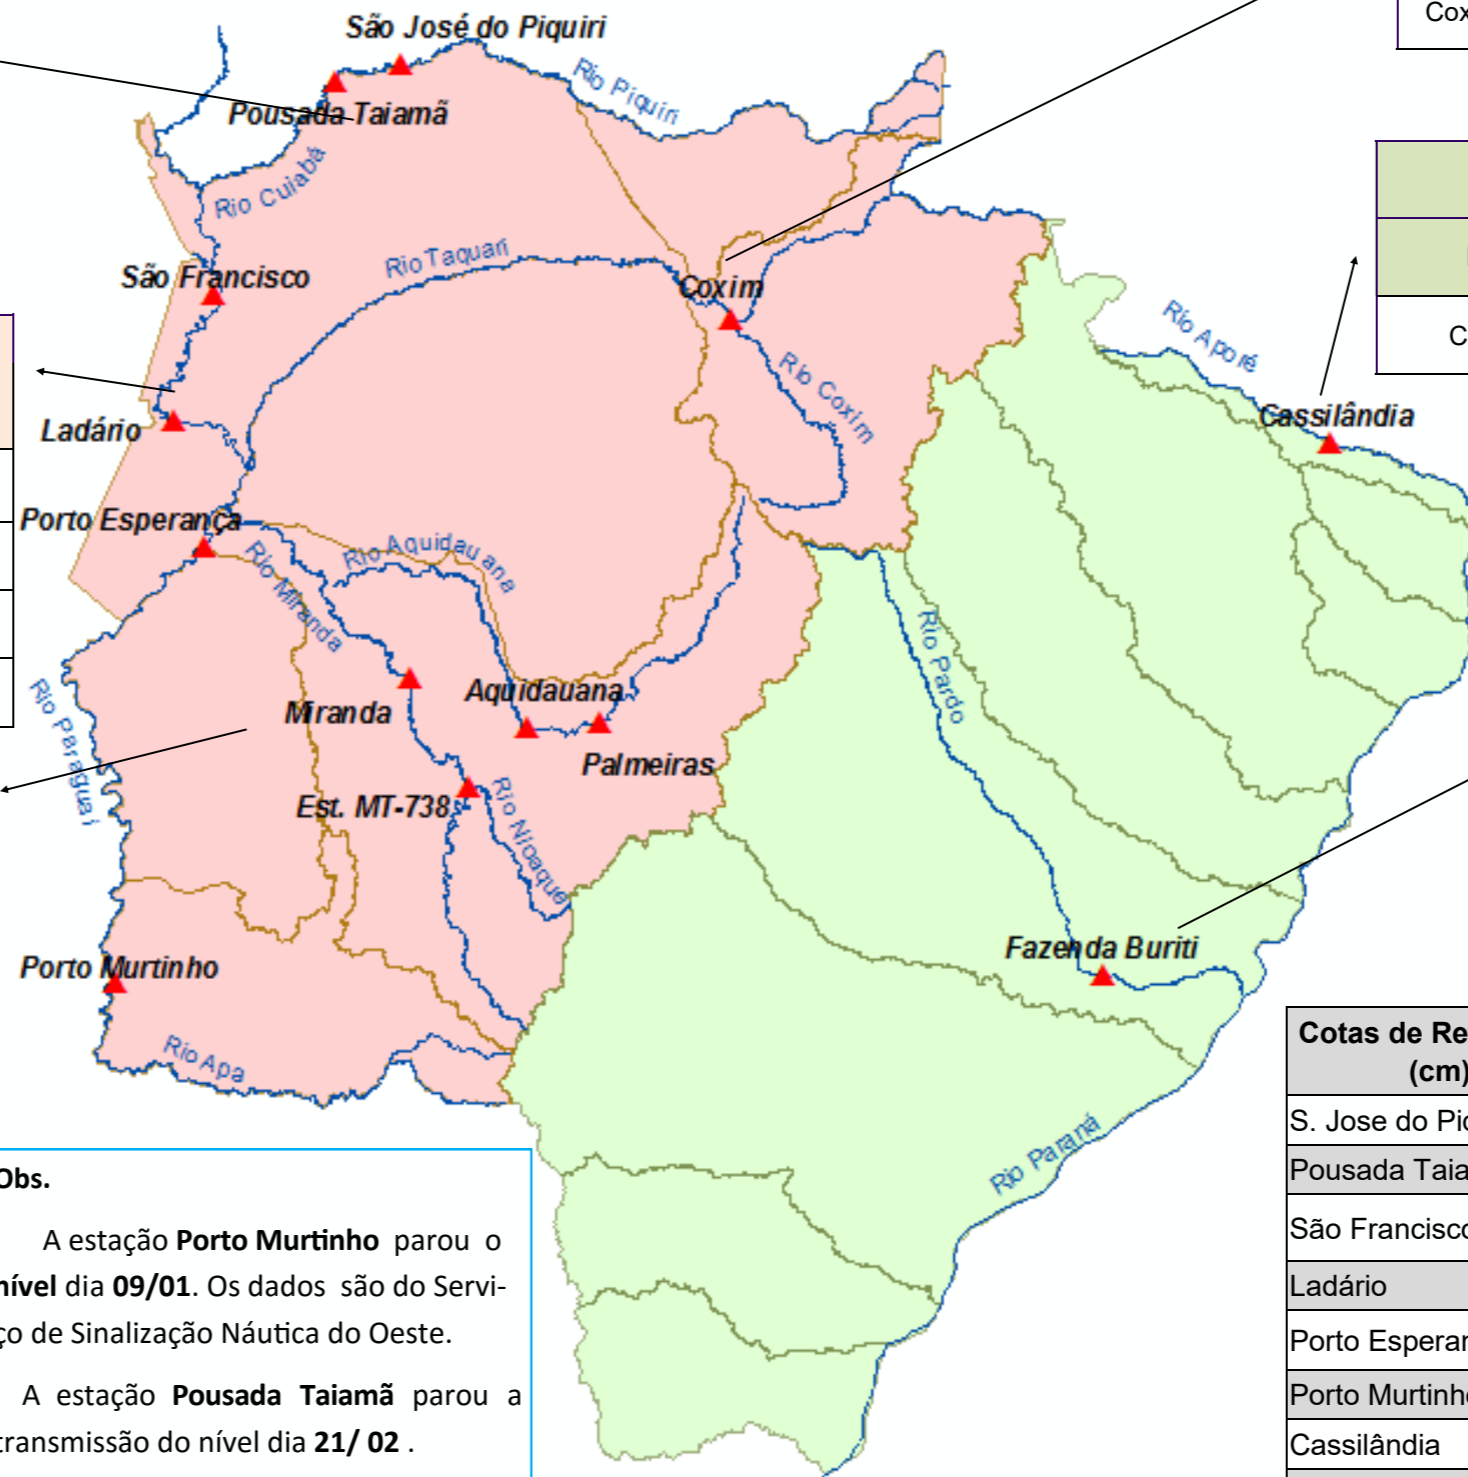 São José do Piquiri
Rio Piquiri
Pousada Taiamã
Rio Cuiabá
Rio Taquari
São Francisco
Coxim
Rio Aporé
Rio Coxim
Cassilândia
Ladário
Porto Esperança
Rio Aquidauana
Rio Miranda
Rio Pardo
Aquidauana
Miranda
Rio Paraguai
Palmeiras
Est. MT-738
Rio Nioaque
Fazenda Buriti
Porto Murtinho
Rio Apa
Rio Paraná
Obs.
A estação Porto Murtinho parou o
nível dia 09/01. Os dados são do Servi-
ço de Sinalização Náutica do Oeste.
A estação Pousada Taiamã parou a
transmissão do nível dia 21/ 02 .
Cotas de Re
(cm)
S. Jose do Pi
Pousada Taia
São Francisco
Ladário
Porto Espera
Porto Murtinh
Cassilândia